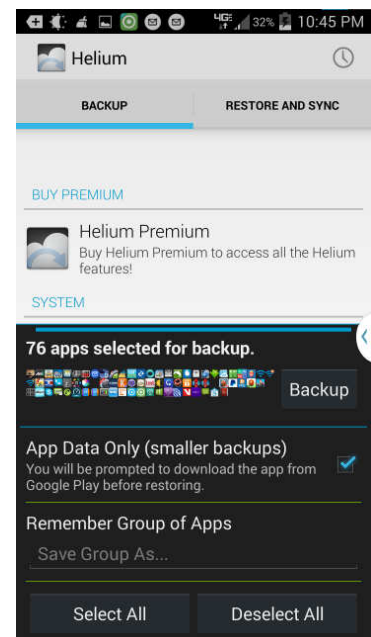 4GE 32% 10:45 PM
Helium
BACKUP RESTORE AND SYNC
BUY PREMIUM
Helium Premium
Buy Helium Premium to access all the Helium
features!
SYSTEM
76 apps selected for backup.
Backup
App Data Only (smaller backups)
You will be prompted to download the app from
Google Play before restoring.
Remember Group of Apps
Save Group As...
Select All Deselect All